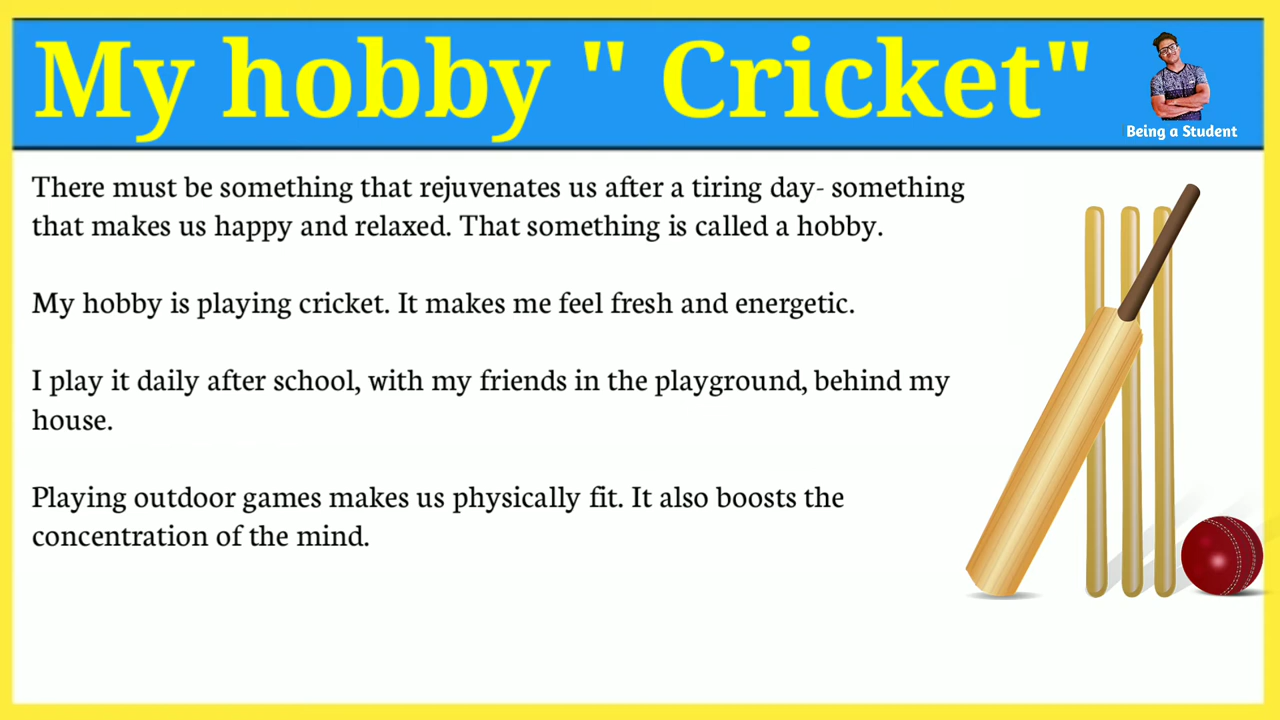 My hobby " Cricket"
Being a Student
There must be something that rejuvenates us after a tiring day- something
that makes us happy and relaxed. That something is called a hobby.
My hobby is playing cricket. It makes me feel fresh and energetic.
I play it daily after school, with my friends in the playground, behind my
house.
Playing outdoor games makes us physically fit. It also boosts the
concentration of the mind.